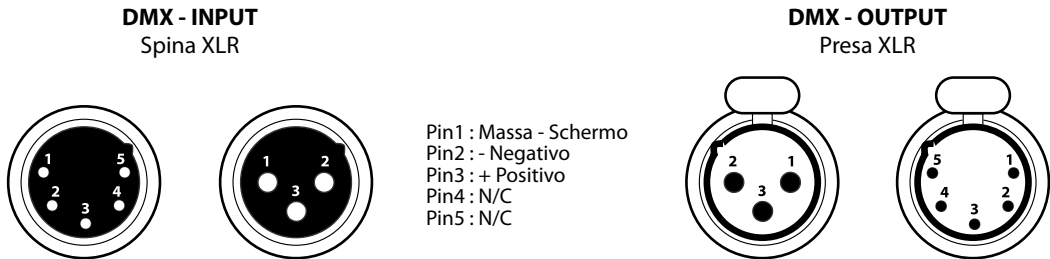 DMX - INPUT
Spina XLR
DMX - OUTPUT
Presa XLR
1 5
2 4
3
1 2
3
Pin1 : Massa - Schermo
Pin2 : - Negativo
Pin3 : + Positivo
Pin4 : N/C
Pin5 : N/C
2 1
3
5 1
4 2
3